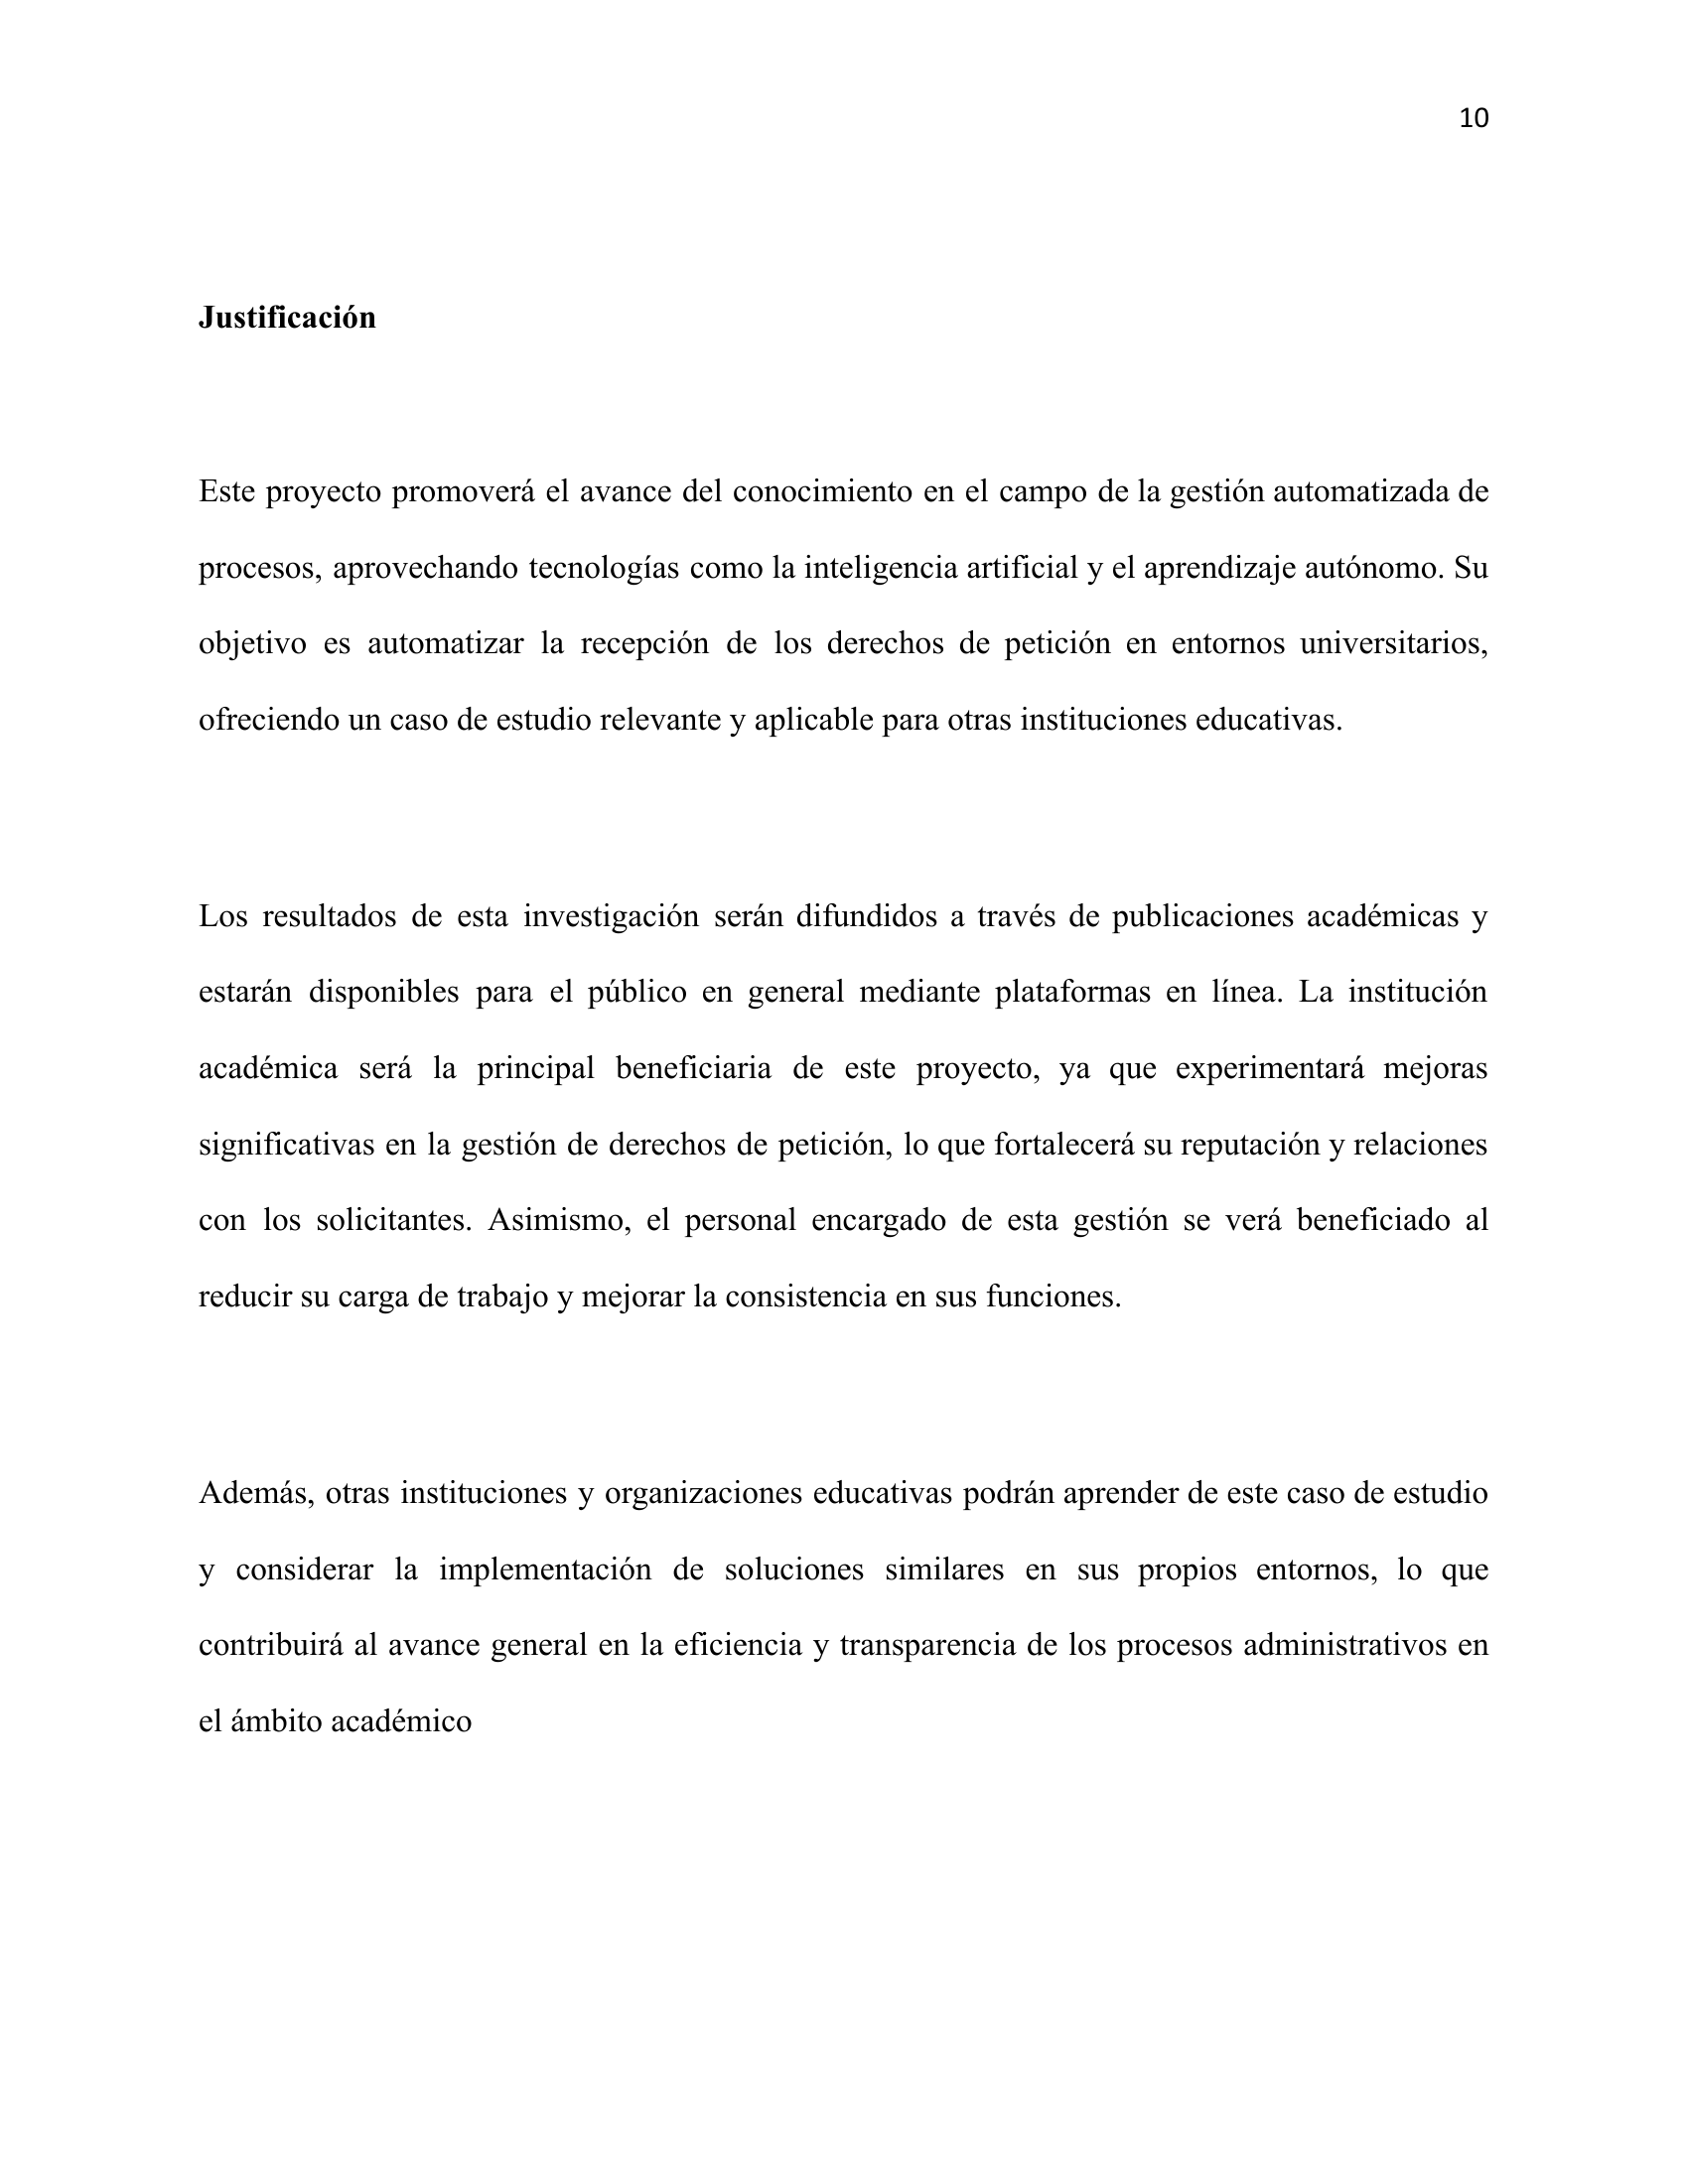 10
Justificación
Este proyecto promoverá el avance del conocimiento en el campo de la gestión automatizada de
procesos, aprovechando tecnologías como la inteligencia artificial y el aprendizaje autónomo. Su
objetivo es automatizar la recepción de los derechos de petición en entornos universitarios,
ofreciendo un caso de estudio relevante y aplicable para otras instituciones educativas.
Los resultados de esta investigación serán difundidos a través de publicaciones académicas y
estarán disponibles para el público en general mediante plataformas en línea. La institución
académica será la principal beneficiaria de este proyecto, ya que experimentará mejoras
significativas en la gestión de derechos de petición, lo que fortalecerá su reputación y relaciones
con los solicitantes. Asimismo, el personal encargado de esta gestión se verá beneficiado al
reducir su carga de trabajo y mejorar la consistencia en sus funciones.
Además, otras instituciones y organizaciones educativas podrán aprender de este caso de estudio
y considerar la implementación de soluciones similares en sus propios entornos, lo que
contribuirá al avance general en la eficiencia y transparencia de los procesos administrativos en
el ámbito académico